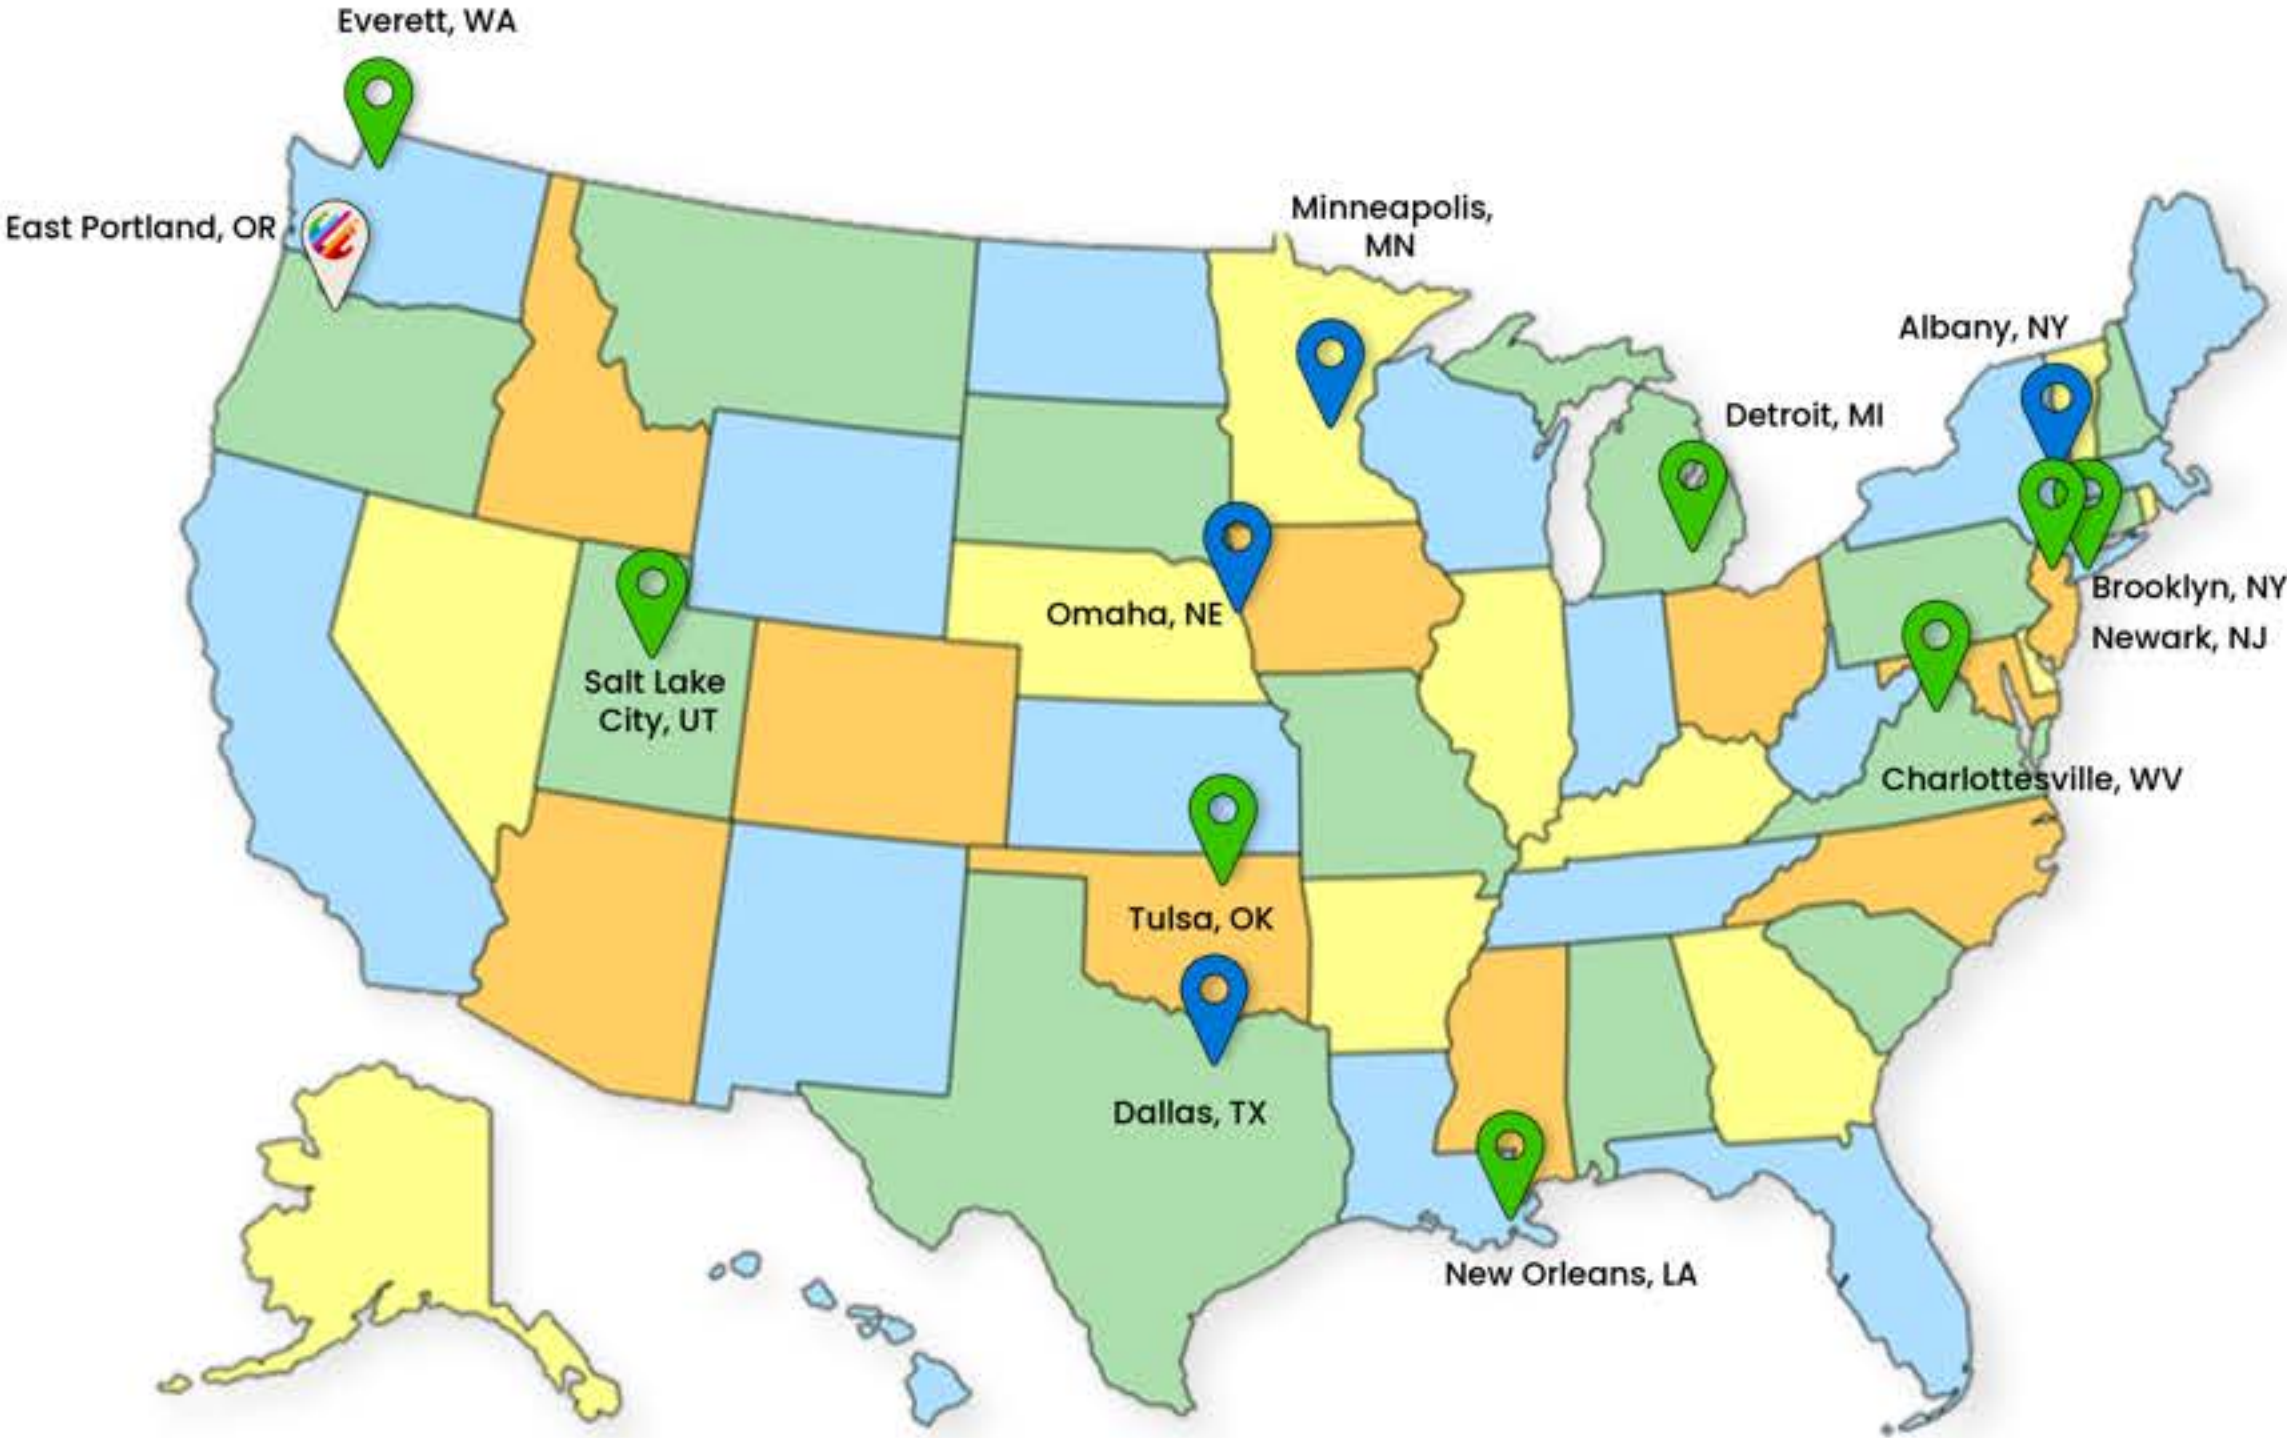 Everett, WA
East Portland, OR
Minneapolis,
MN
Albany, NY
Detroit, MI
Brooklyn, NY
Omaha, NE
Newark, NJ
Salt Lake
City, UT
Charlottesville, WV
Tulsa, OK
Dallas, TX
New Orleans, LA